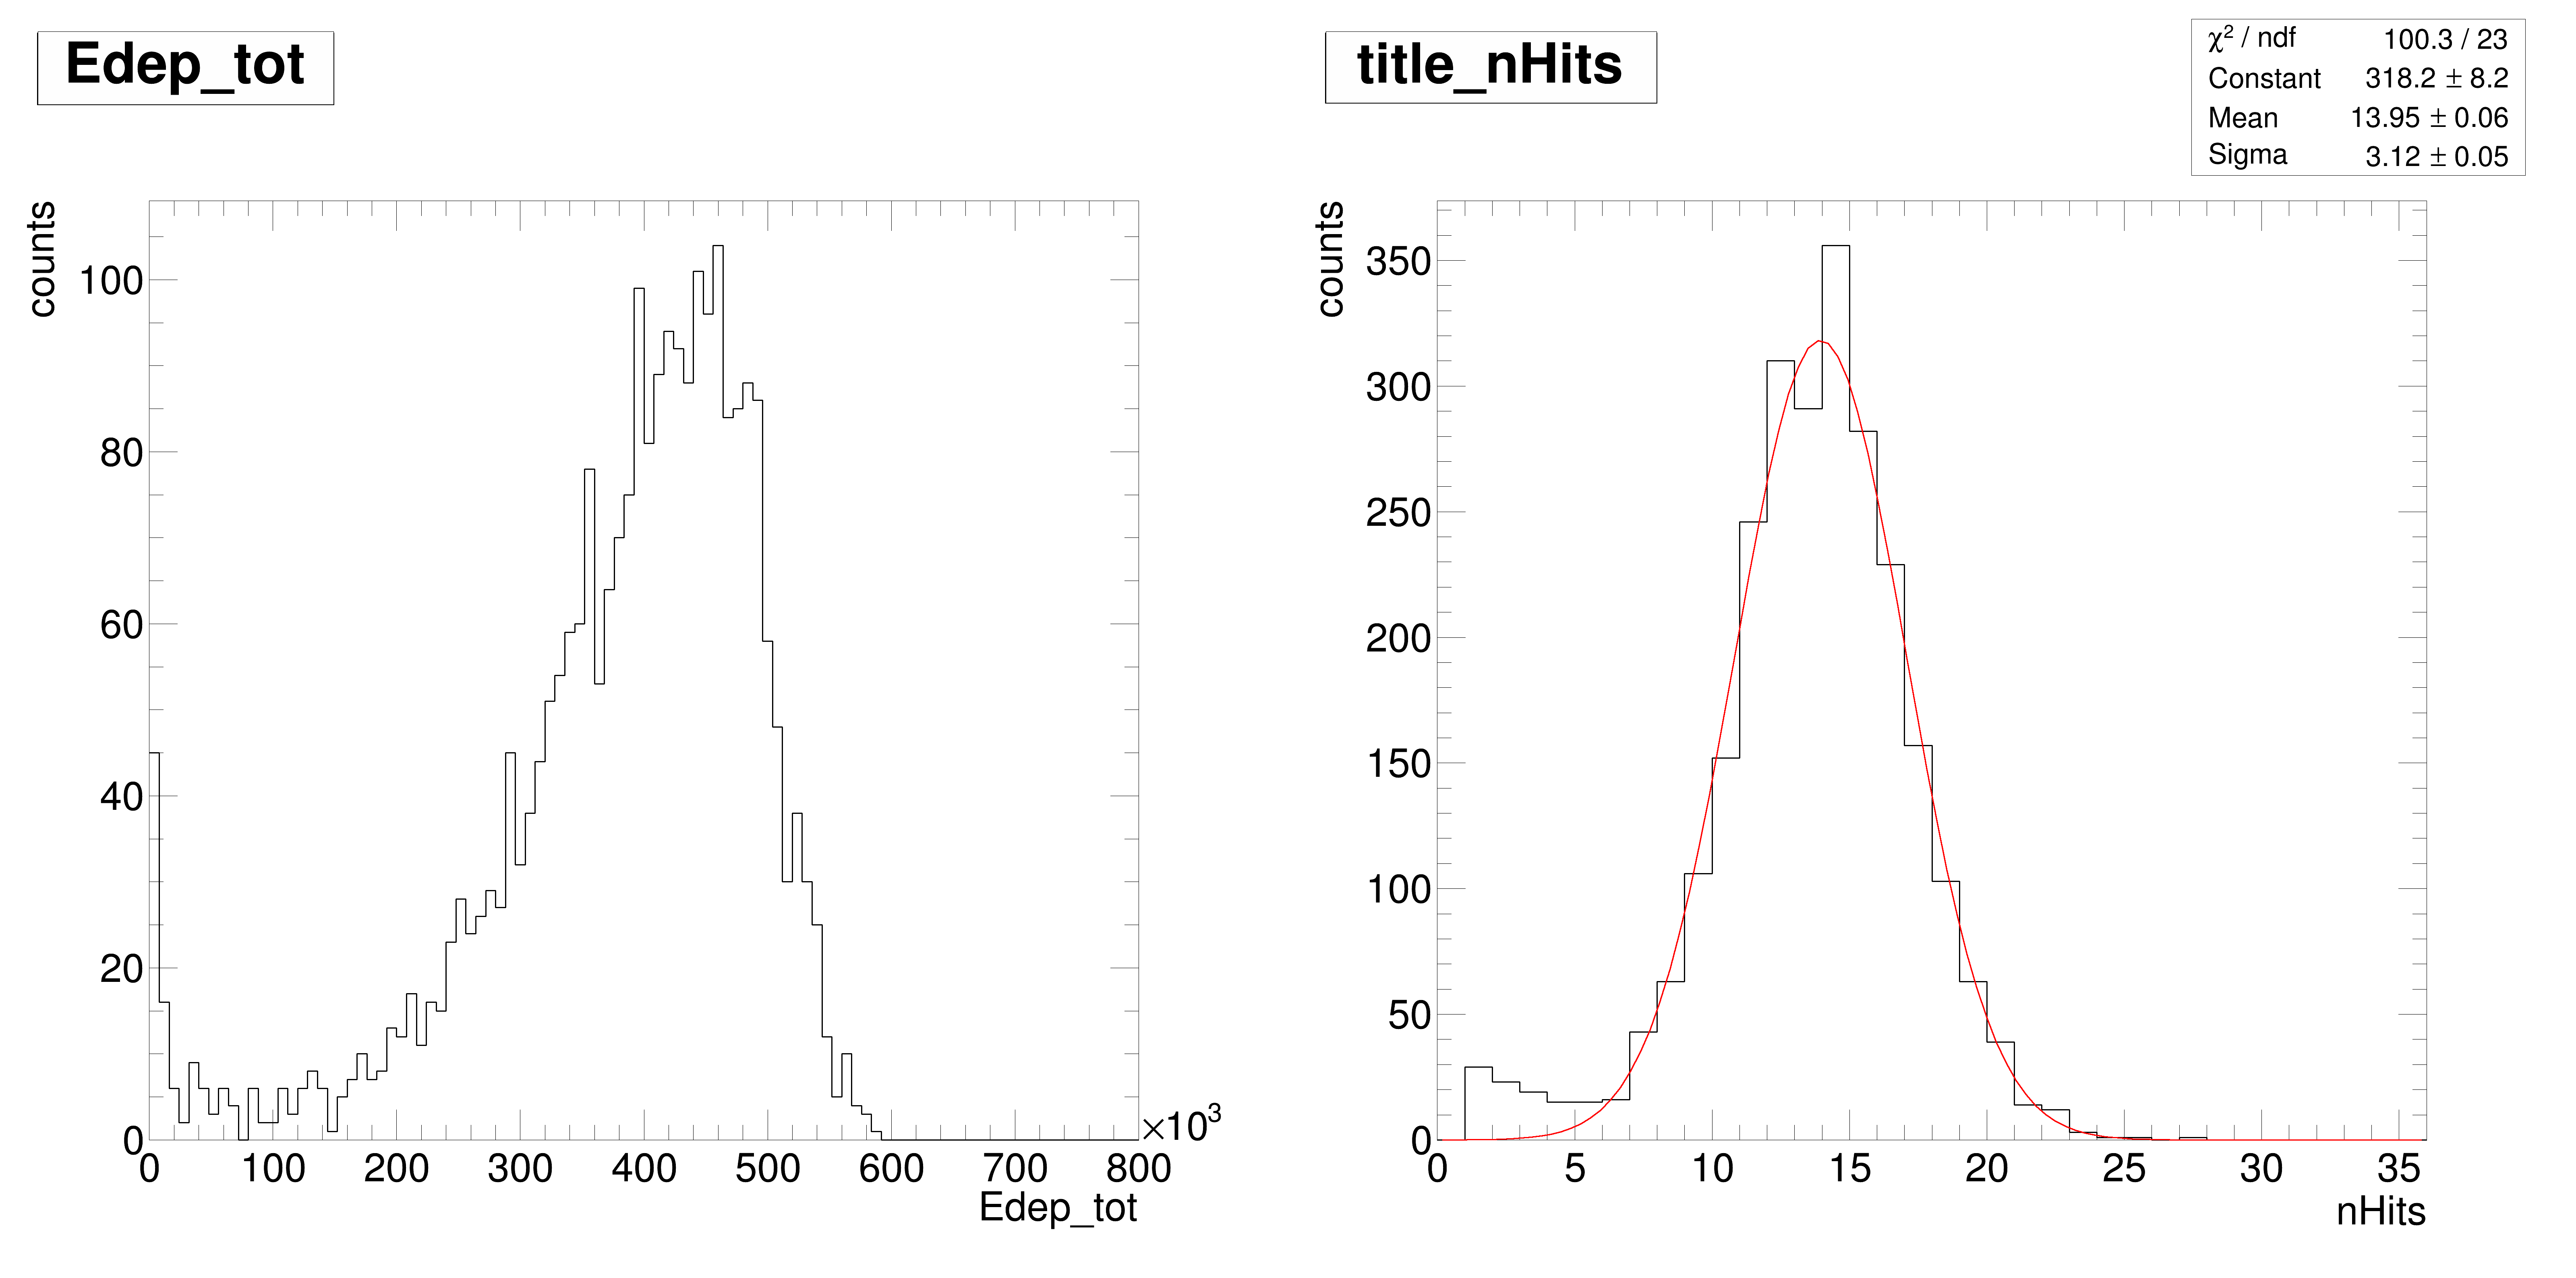 Edep_tot
counts
100
80
60
40
20
0
0 100 200 300 400 500 600 700 800
×10³
Edep_tot
title_nHits
χ² / ndf 100.3 / 23
Constant 318.2 ± 8.2
Mean 13.95 ± 0.06
Sigma 3.12 ± 0.05
counts
350
300
250
200
150
100
50
0
0 5 10 15 20 25 30 35
nHits